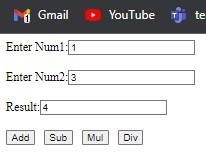 Gmail YouTube te
Enter Num1: 1
Enter Num2: 3
Result: 4
Add Sub Mul Div